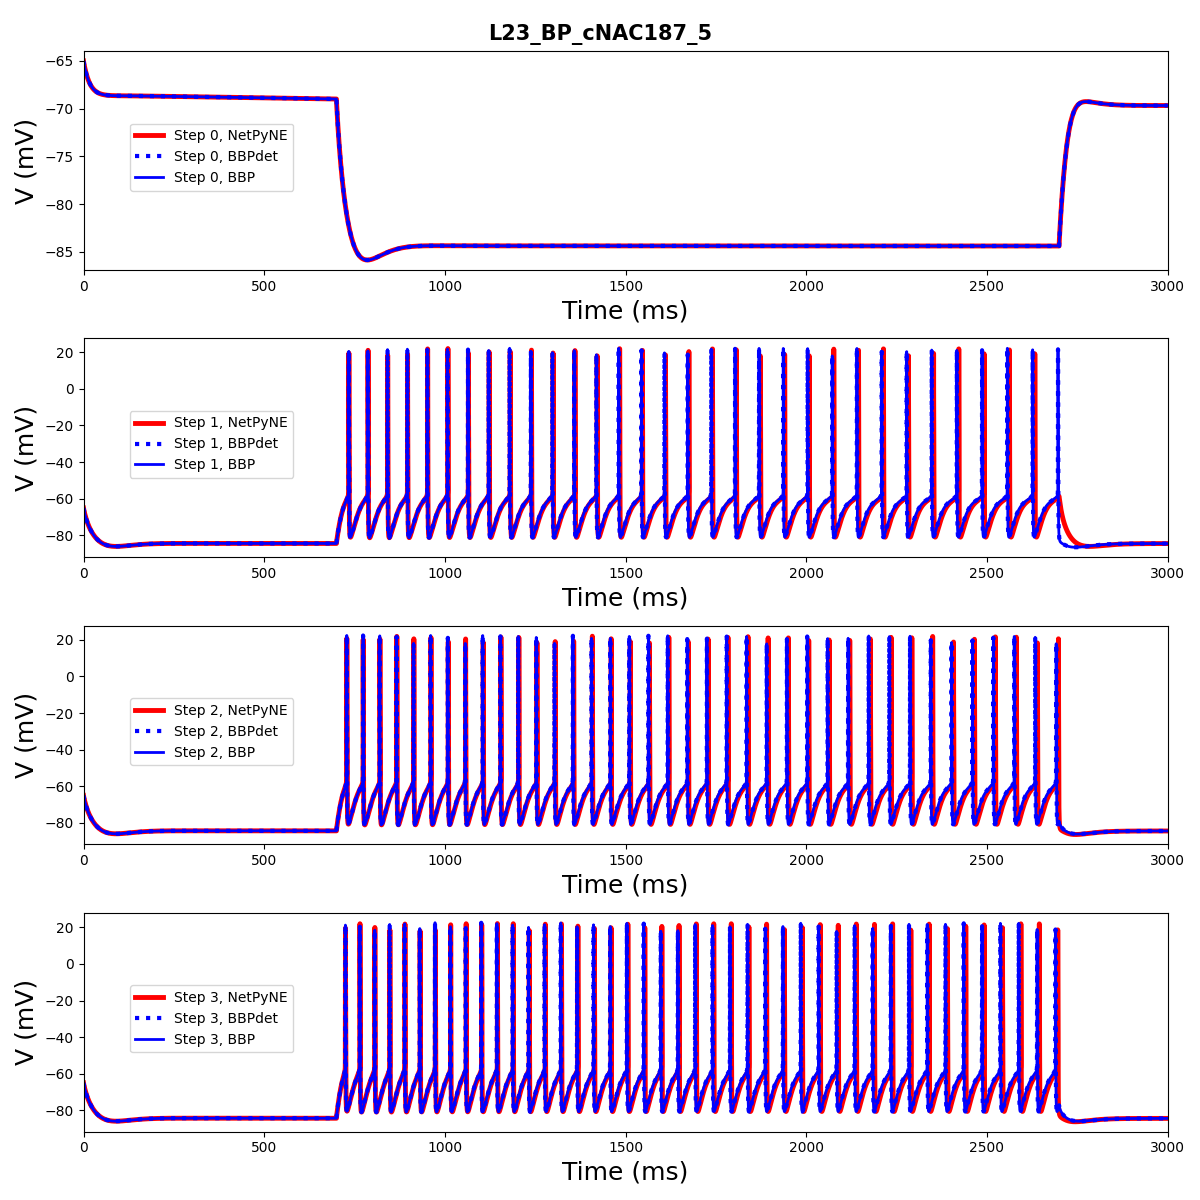 L23_BP_cNAC187_5
−65
−70
−75
−80
−85
V (mV)
Step 0, NetPyNE
Step 0, BBPdet
Step 0, BBP
0 500 1000 1500 2000 2500 3000
Time (ms)
20
0
−20
−40
−60
−80
V (mV)
Step 1, NetPyNE
Step 1, BBPdet
Step 1, BBP
0 500 1000 1500 2000 2500 3000
Time (ms)
20
0
−20
−40
−60
−80
V (mV)
Step 2, NetPyNE
Step 2, BBPdet
Step 2, BBP
0 500 1000 1500 2000 2500 3000
Time (ms)
20
0
−20
−40
−60
−80
V (mV)
Step 3, NetPyNE
Step 3, BBPdet
Step 3, BBP
0 500 1000 1500 2000 2500 3000
Time (ms)